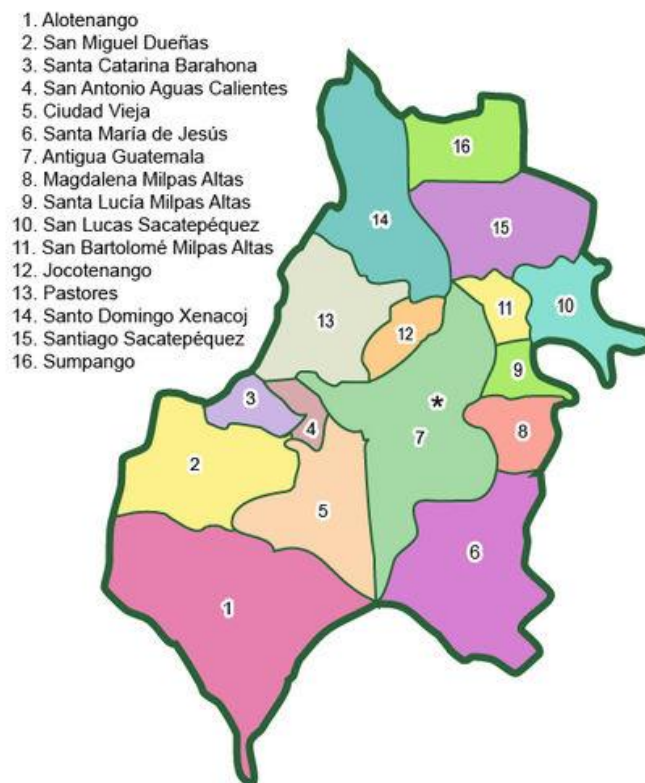 1. Alotenango
2. San Miguel Dueñas
3. Santa Catarina Barahona
4. San Antonio Aguas Calientes
5. Ciudad Vieja
6. Santa María de Jesús
7. Antigua Guatemala
8. Magdalena Milpas Altas
9. Santa Lucía Milpas Altas
10. San Lucas Sacatepéquez
11. San Bartolomé Milpas Altas
12. Jocotenango
13. Pastores
14. Santo Domingo Xenacoj
15. Santiago Sacatepéquez
16. Sumpango
16
14
15
10
11
13
12
9
3
*
4
7
8
2
5
6
1